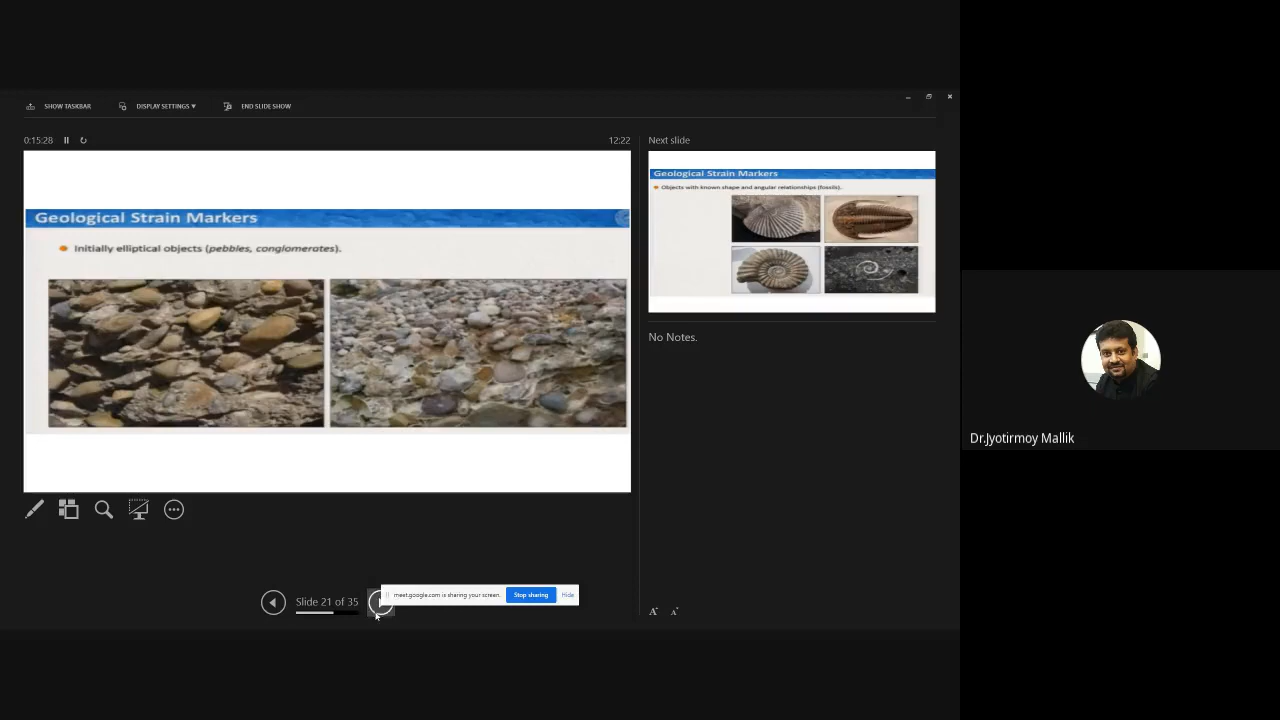 SHOW TASKBAR
DISPLAY SETTINGS ▼
END SLIDE SHOW
0:15:28
12:22
Next slide
Geological Strain Markers
Initially elliptical objects (pebbles, conglomerates).
Geological Strain Markers
Objects with known shape and angular relationships (fossils).
No Notes.
Slide 21 of 35
meet.google.com is sharing your screen.
Stop sharing
Hide
A
A
Dr.Jyotirmoy Mallik